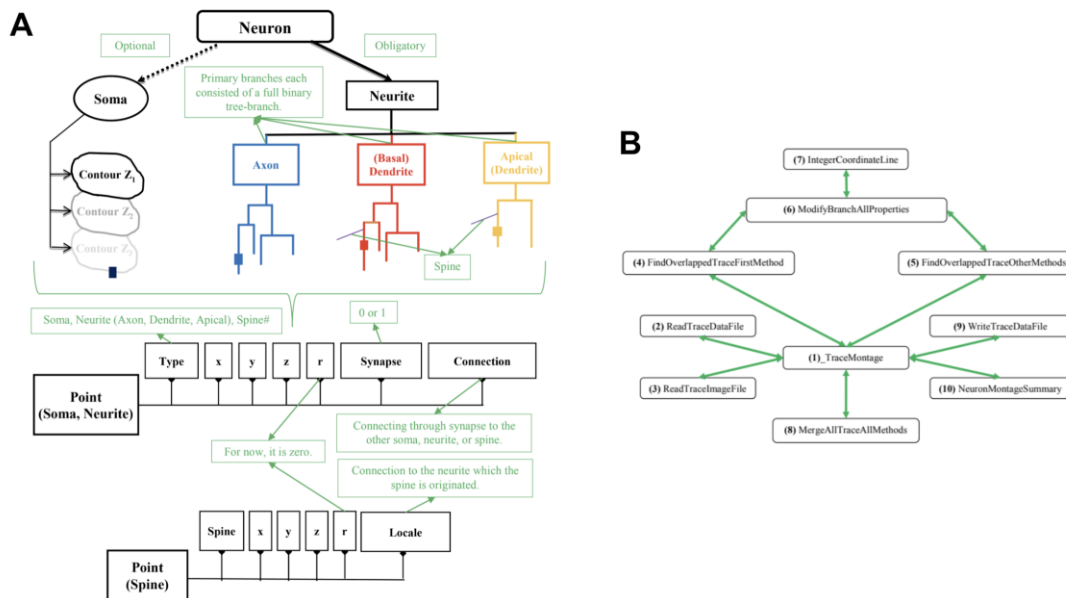 A
Neuron
Optional
Obligatory
Primary branches each
consisted of a full binary
tree-branch.
Soma
Neurite
Axon
(Basal)
Dendrite
Apical
(Dendrite)
Contour Z1
Contour Z2
Contour Z3
Spine
Soma, Neurite (Axon, Dendrite, Apical), Spine#
0 or 1
Type
x
y
z
r
Synapse
Connection
Point
(Soma, Neurite)
Connecting through synapse to the
other soma, neurite, or spine.
For now, it is zero.
Connection to the neurite which the
spine is originated.
Spine
x
y
z
r
Locale
Point
(Spine)
B
(7) IntegerCoordinateLine
(6) ModifyBranchAllProperties
(4) FindOverlappedTraceFirstMethod
(5) FindOverlappedTraceOtherMethods
(2) ReadTraceDataFile
(9) WriteTraceDataFile
(1)_TraceMontage
(3) ReadTraceImageFile
(10) NeuronMontageSummary
(8) MergeAllTraceAllMethods